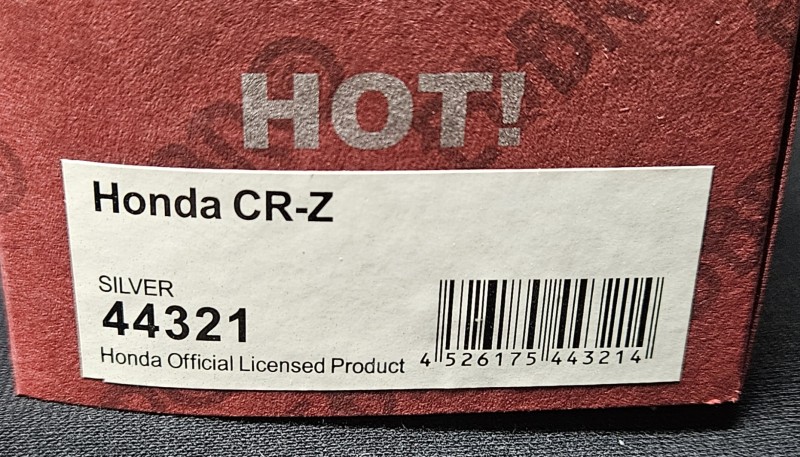 HOT!
Honda CR-Z
SILVER
44321
Honda Official Licensed Product
4 526175 443214